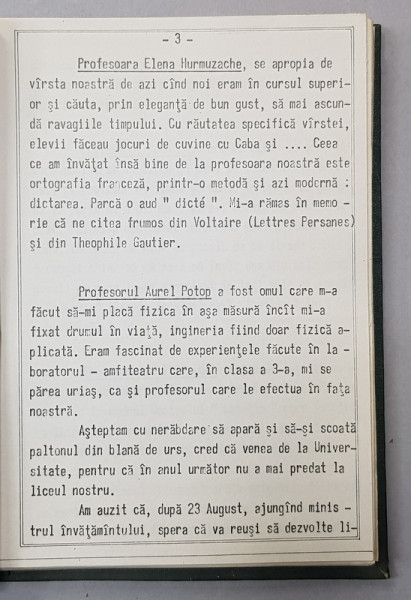 - 3 -
Profesoara Elena Hurmuzache, se apropia de
vîrsta noastră de azi cînd noi eram în cursul superi-
or şi căuta, prin eleganţă de bun gust, să mai ascun-
dă ravagiile timpului. Cu răutatea specifică vîrstei,
elevii făceau jocuri de cuvine cu Caba şi .... Ceea
ce am învăţat însă bine de la profesoara noastră este
ortografia franceză, printr-o metodă şi azi modernă :
dictarea. Parcă o aud " dicté ". Mi-a rămas în memo -
rie că ne citea frumos din Voltaire (Lettres Persanes)
şi din Theophile Gautier.
Profesorul Aurel Potop a fost omul care m-a
făcut să-mi placă fizica în aşa măsură încît mi-a
fixat drumul în viaţă, ingineria fiind doar fizică a-
plicată. Eram fascinat de experienţele făcute în la -
boratorul - amfiteatru care, în clasa a 3-a, mi se
părea uriaş, ca şi profesorul care le efectua în faţa
noastră.
Aşteptam cu nerăbdare să apară şi să-şi scoată
paltonul din blană de urs, cred că venea de la Univer-
sitate, pentru că în anul următor nu a mai predat la
liceul nostru.
Am auzit că, după 23 August, ajungînd minis -
trul învăţămîntului, spera că va reuşi să dezvolte li-